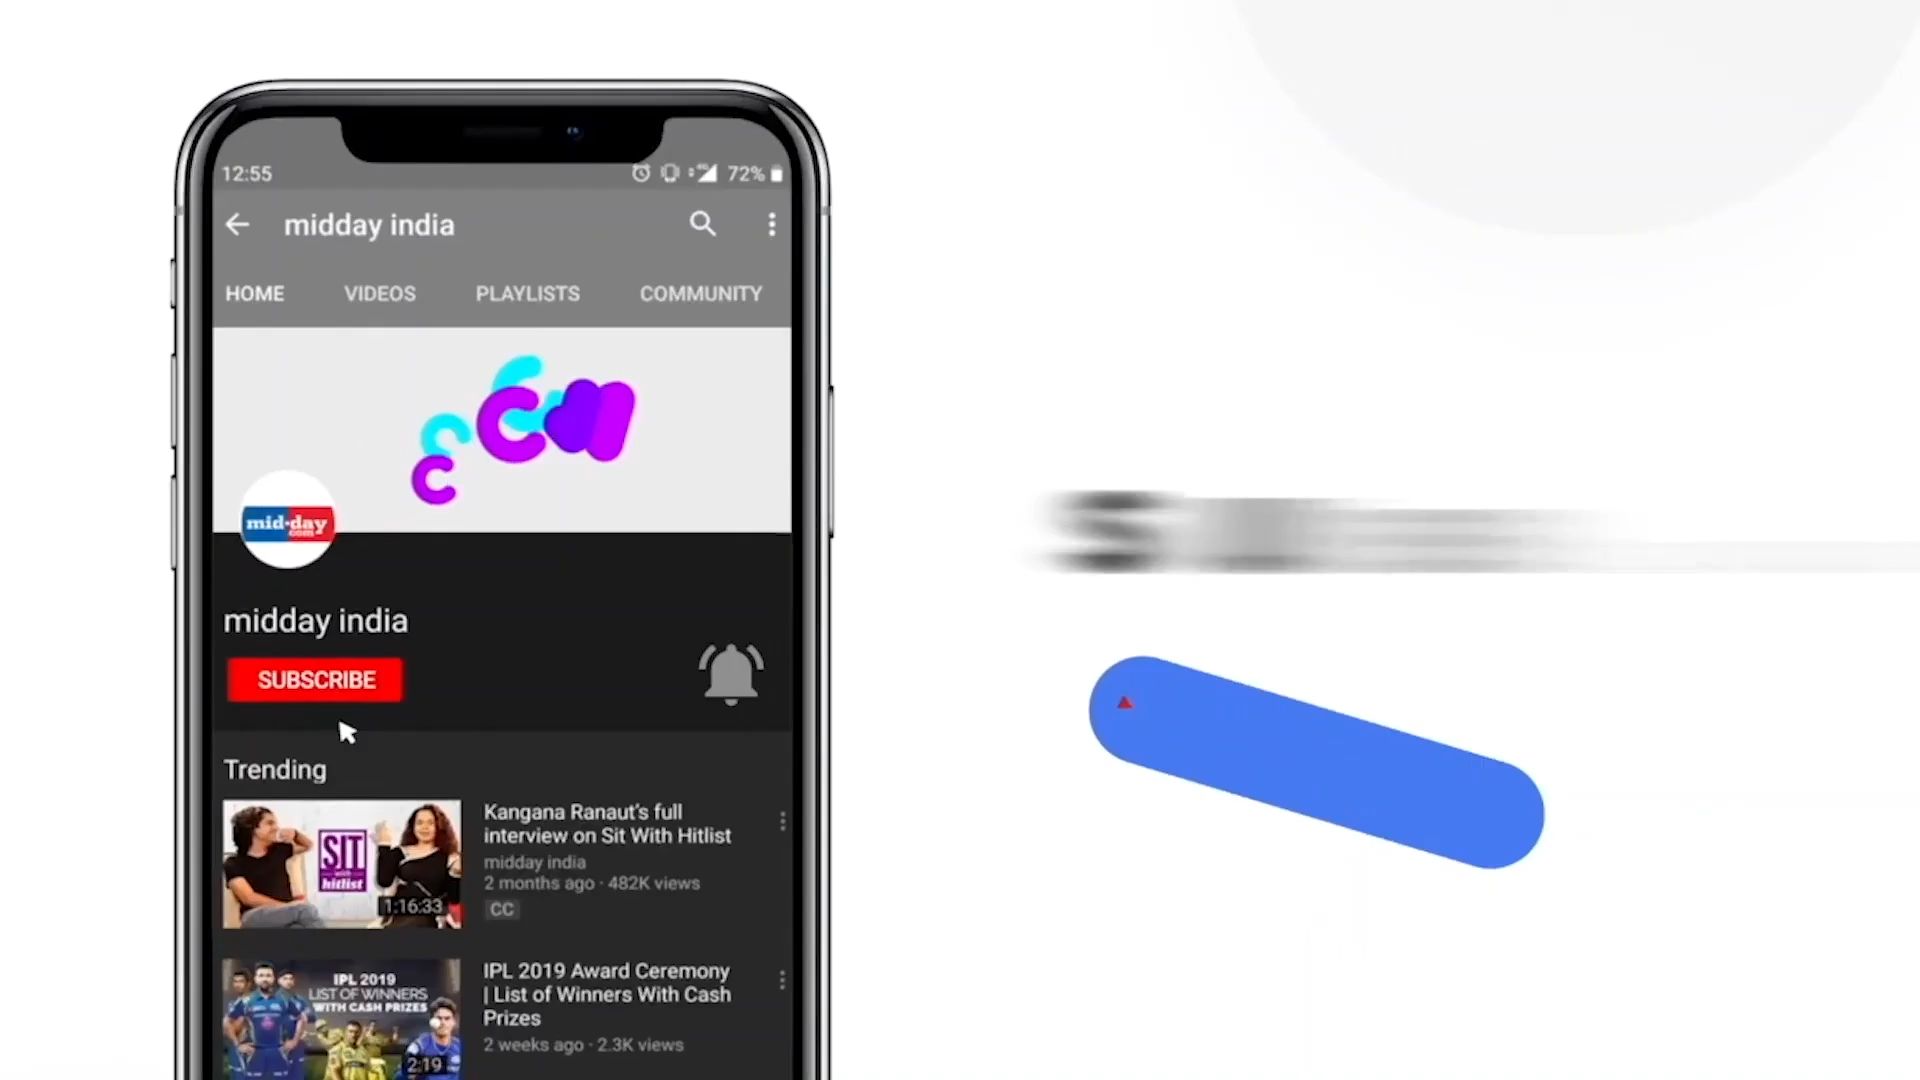 12:55
72%
midday india
HOME VIDEOS PLAYLISTS COMMUNITY
mid-day
.com
midday india
SUBSCRIBE
Trending
SIT
with
hitlist
1:16:33
Kangana Ranaut's full
interview on Sit With Hitlist
midday india
2 months ago · 482K views
CC
IPL 2019
LIST OF WINNERS
WITH CASH PRIZES
2:19
IPL 2019 Award Ceremony
| List of Winners With Cash
Prizes
2 weeks ago · 2.3K views